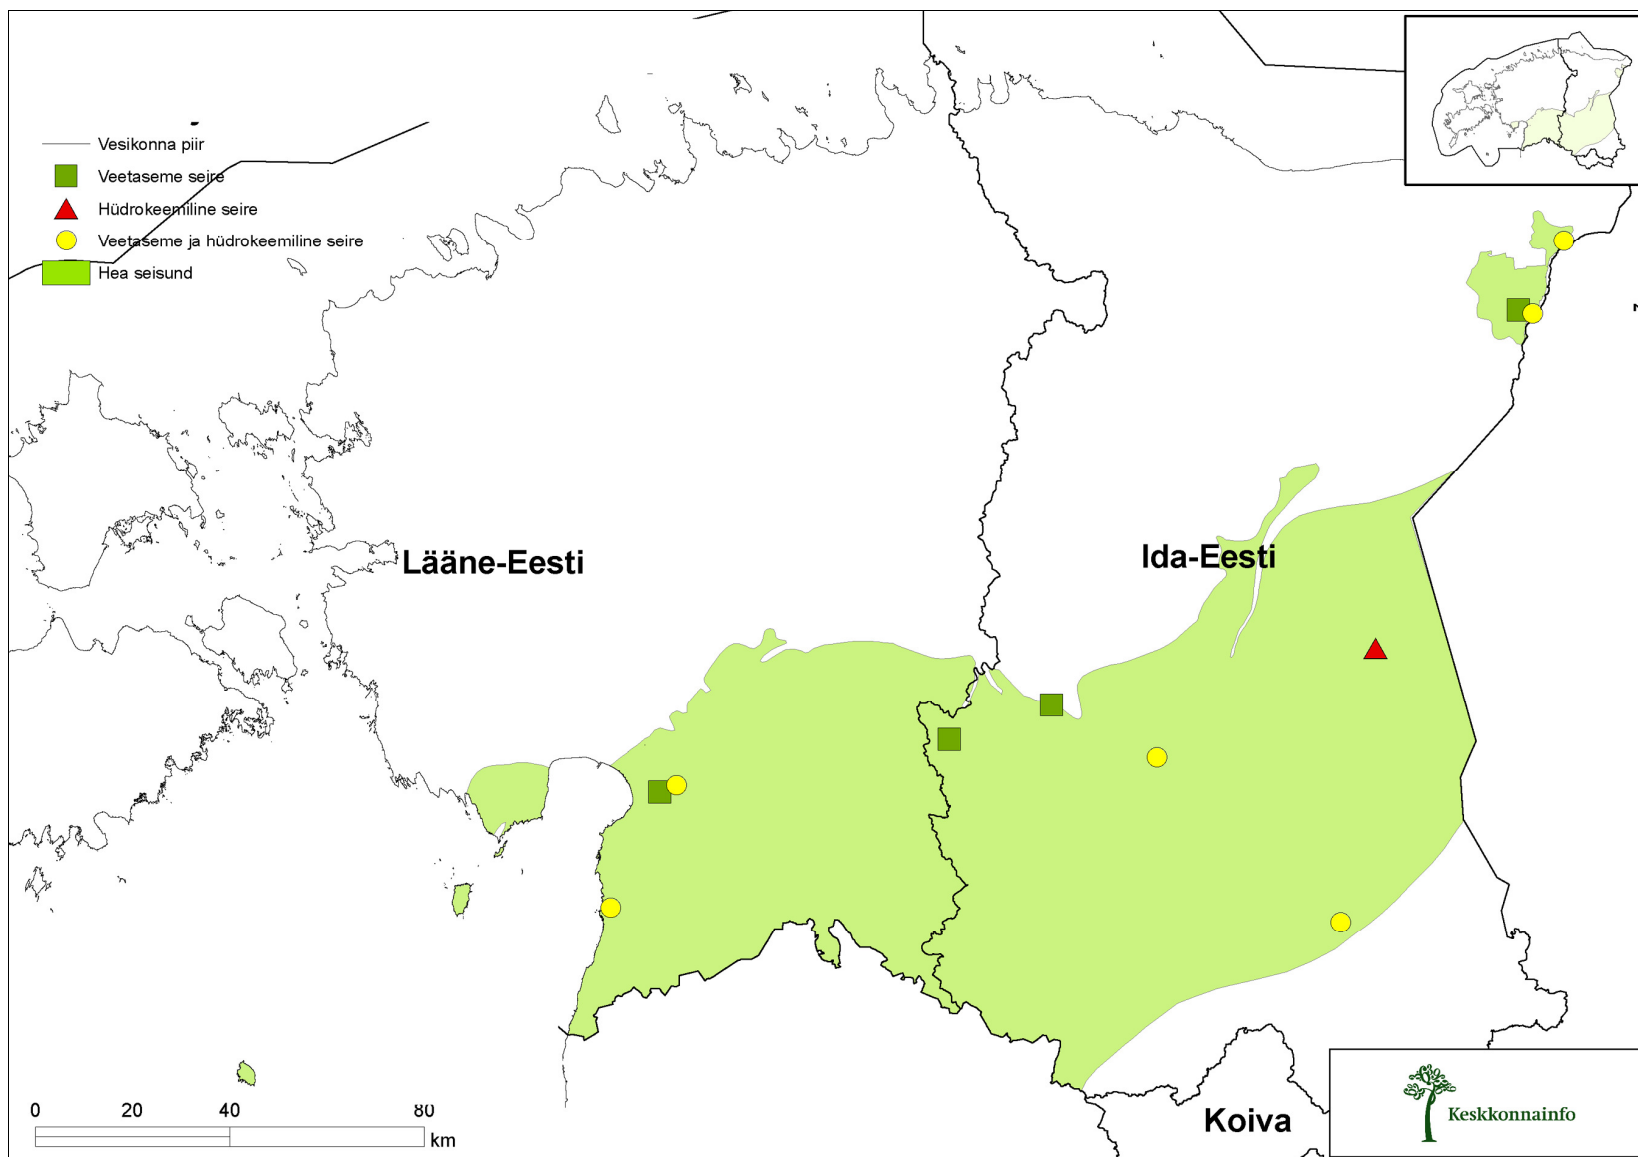 Vesikonna piir
Veetaseme seire
Hüdrokeemiline seire
Veetaseme ja hüdrokeemiline seire
Hea seisund
Lääne-Eesti
Ida-Eesti
Koiva
0 20 40 80
km
Keskkonnainfo